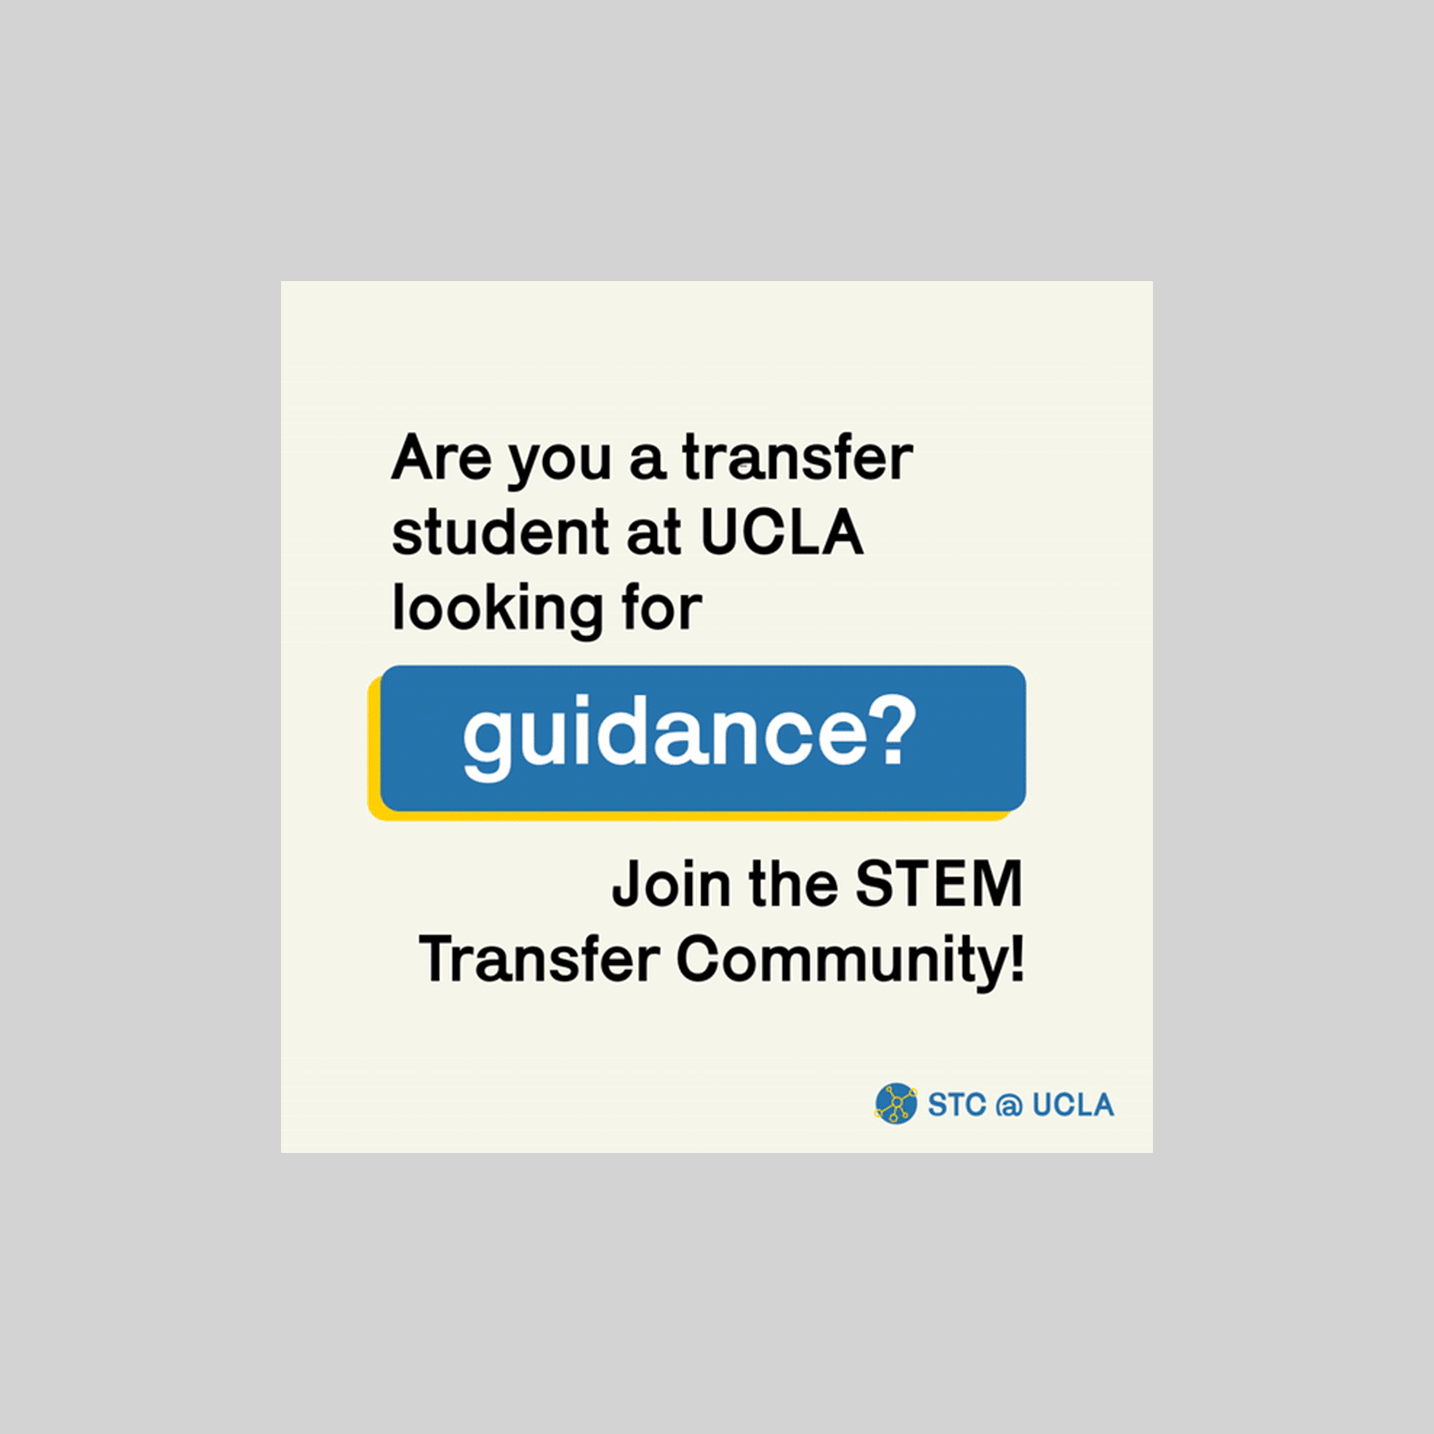 Are you a transfer
student at UCLA
looking for
guidance?
Join the STEM
Transfer Community!
STC @ UCLA